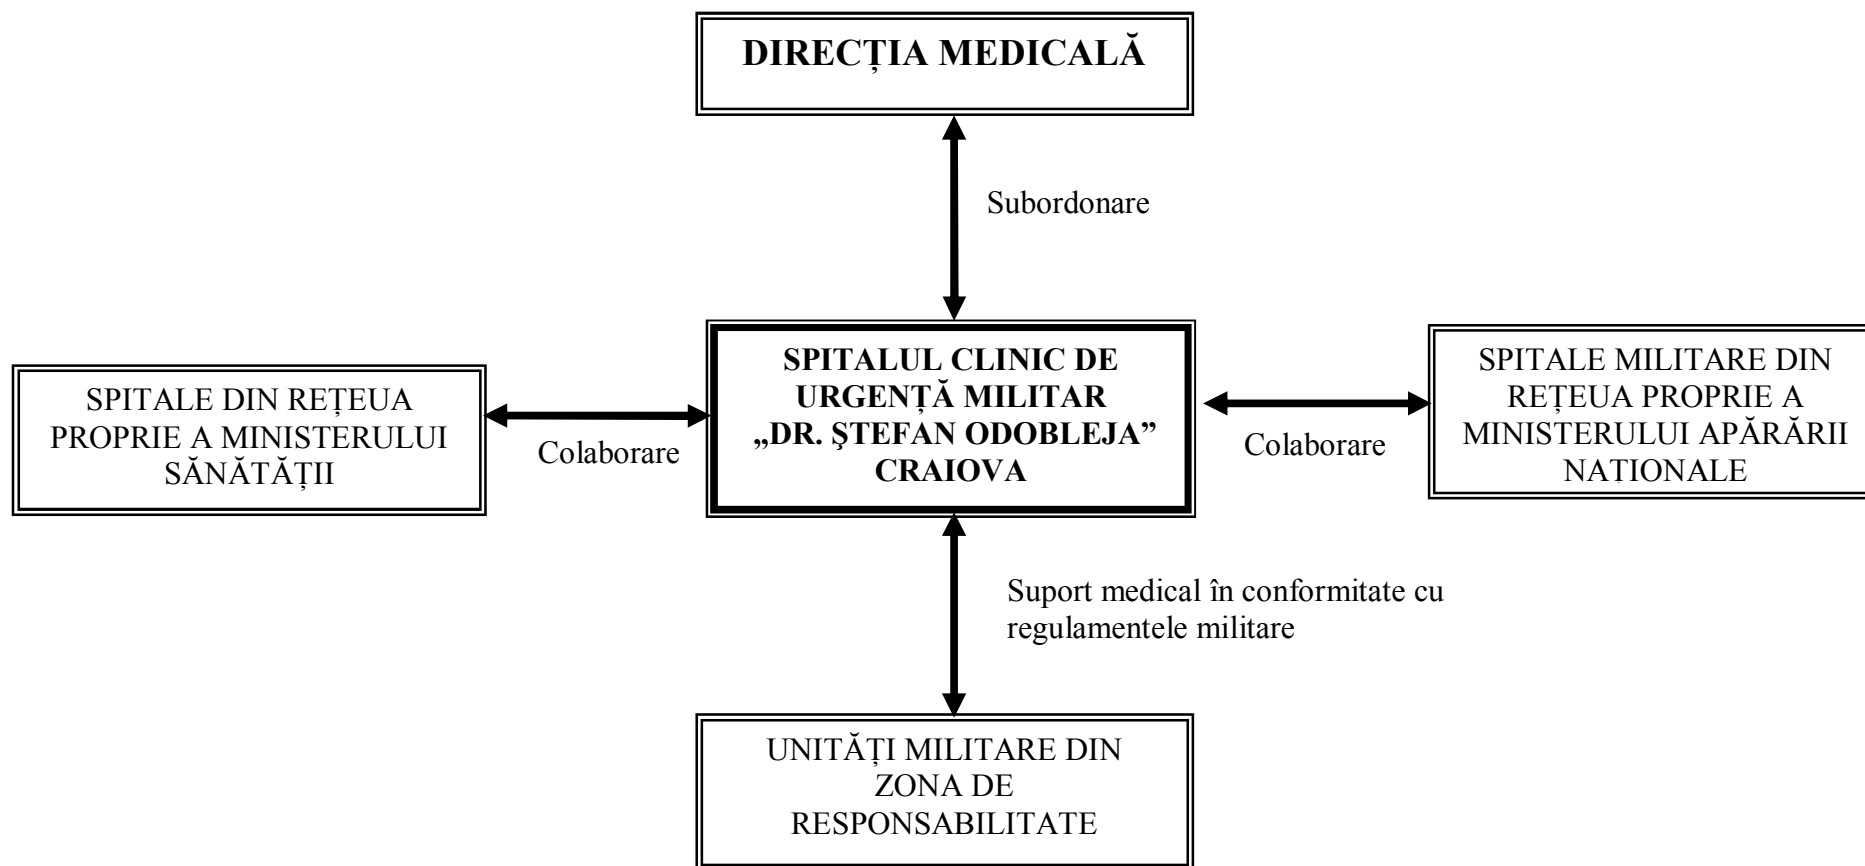 DIRECȚIA MEDICALĂ
Subordonare
SPITALE DIN REȚEUA
PROPRIE A MINISTERULUI
SĂNĂTĂȚII
Colaborare
SPITALUL CLINIC DE
URGENȚĂ MILITAR
„DR. ŞTEFAN ODOBLEJA”
CRAIOVA
Colaborare
SPITALE MILITARE DIN
REȚEUA PROPRIE A
MINISTERULUI APĂRĂRII
NAȚIONALE
Suport medical în conformitate cu
regulamentele militare
UNITĂȚI MILITARE DIN
ZONA DE
RESPONSABILITATE